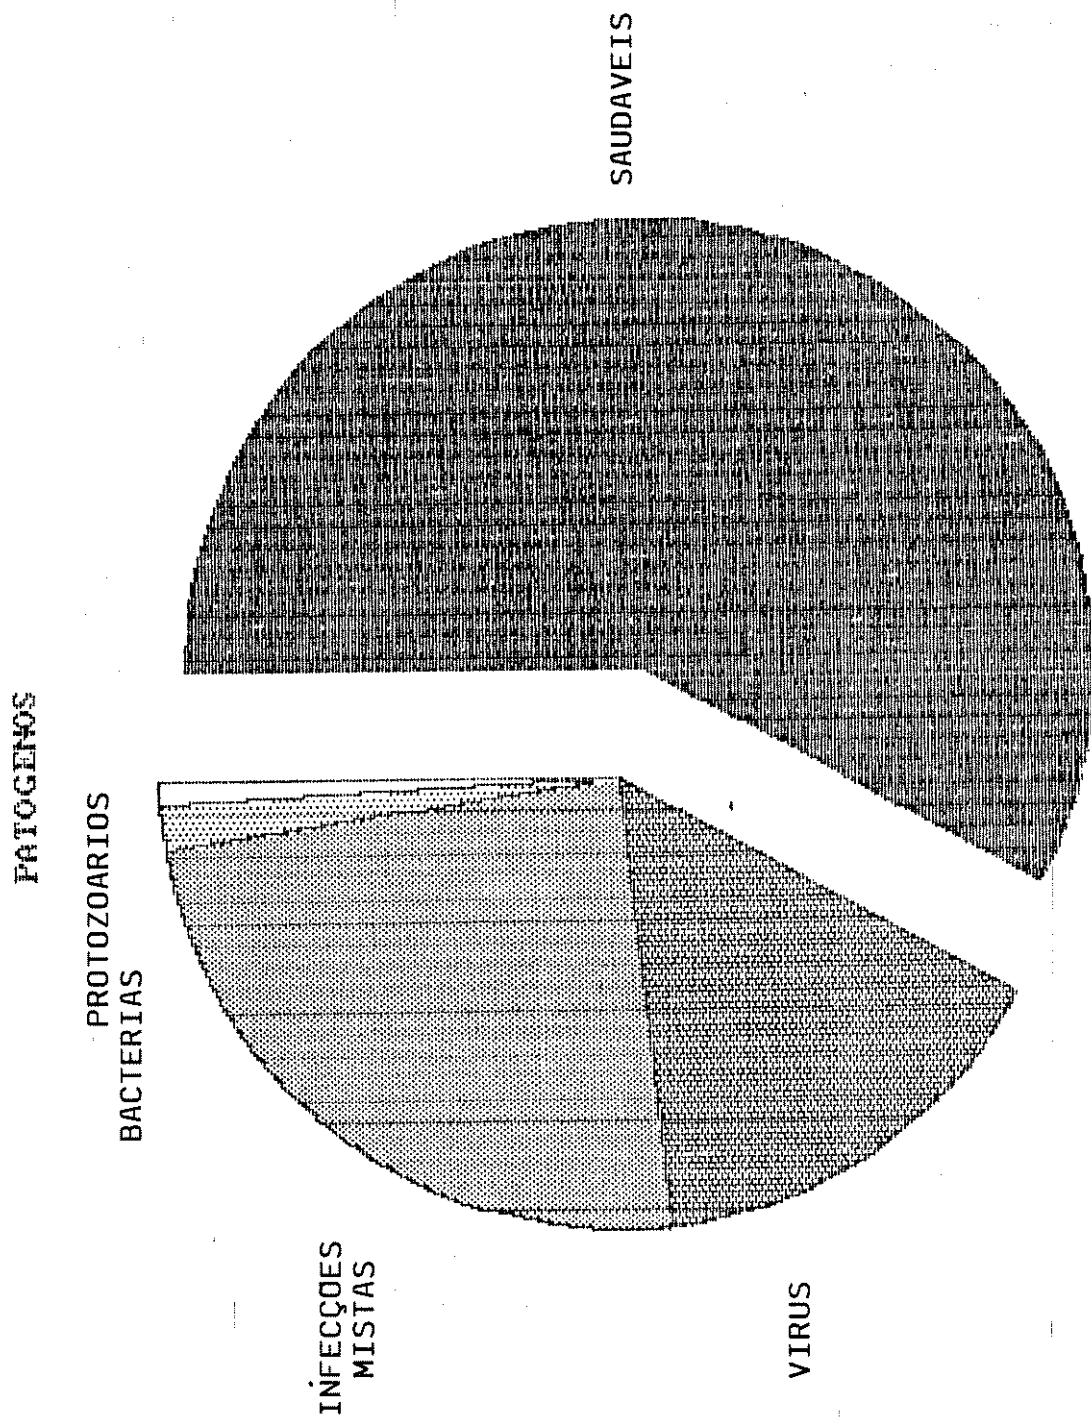 PATOGENOS
PROTOZOARIOS
BACTERIAS
INFECÇOES
MISTAS
VIRUS
SAUDAVEIS